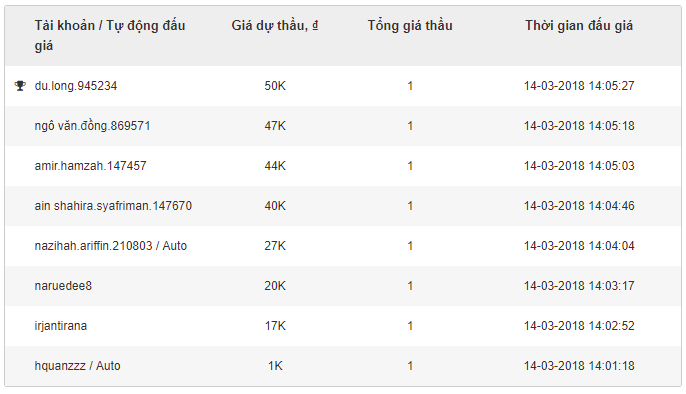 Tài khoản / Tự động đấu giá Giá dự thầu, ₫ Tổng giá thầu Thời gian đấu giá
du.long.945234 50K 1 14-03-2018 14:05:27
ngô văn.đồng.869571 47K 1 14-03-2018 14:05:18
amir.hamzah.147457 44K 1 14-03-2018 14:05:03
ain shahira.syafriman.147670 40K 1 14-03-2018 14:04:46
nazihah.ariffin.210803 / Auto 27K 1 14-03-2018 14:04:04
naruedee8 20K 1 14-03-2018 14:03:17
irjantirana 17K 1 14-03-2018 14:02:52
hquanzzz / Auto 1K 1 14-03-2018 14:01:18